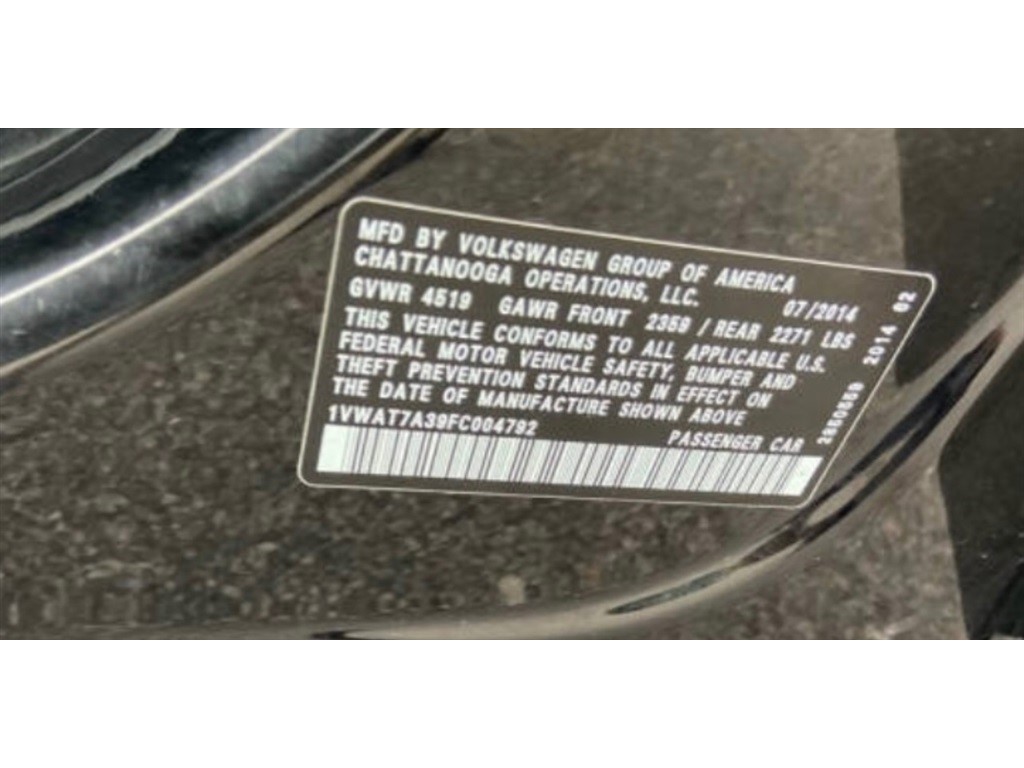 MFD BY VOLKSWAGEN GROUP OF AMERICA
CHATTANOOGA OPERATIONS, LLC. 07/2014
GVWR 4519 GAWR FRONT 2359 / REAR 2271 LBS
THIS VEHICLE CONFORMS TO ALL APPLICABLE U.S.
FEDERAL MOTOR VEHICLE SAFETY, BUMPER AND
THEFT PREVENTION STANDARDS IN EFFECT ON
THE DATE OF MANUFACTURE SHOWN ABOVE
1VWAT7A39FC004792 PASSENGER CAR
2014 02